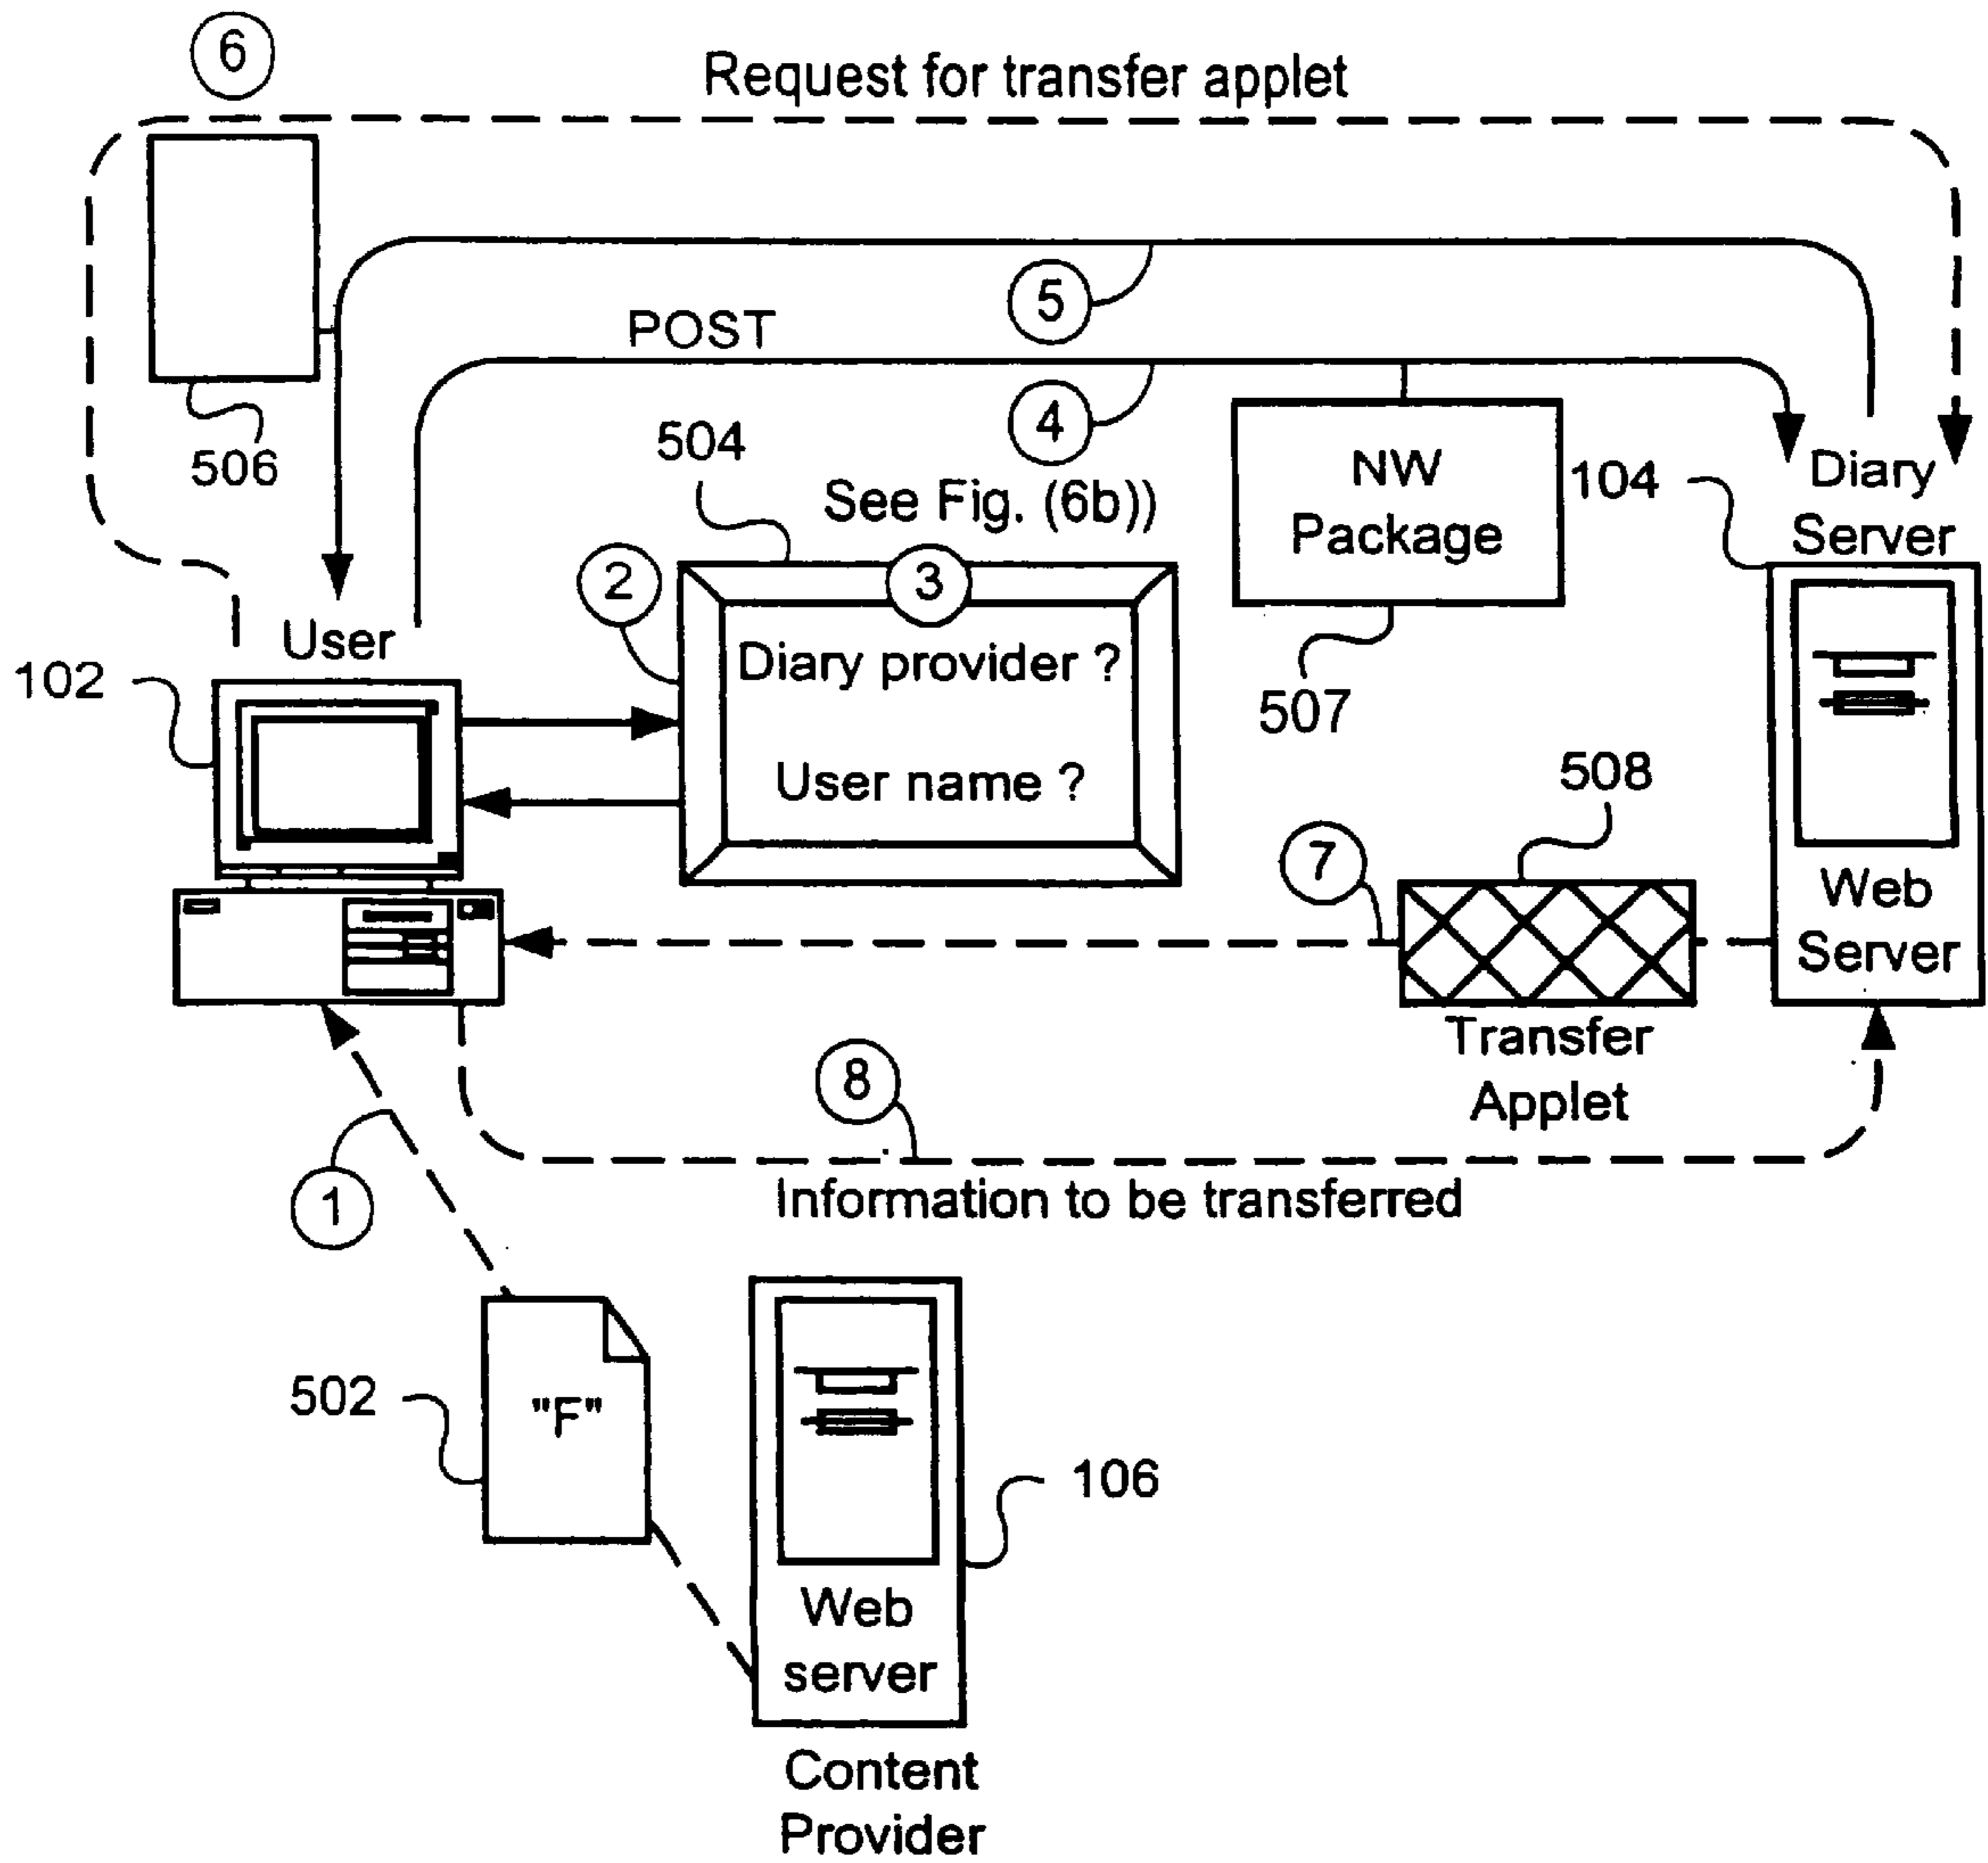 6
Request for transfer applet
5
POST
4
504
506
See Fig. (6b))
NW
Package
104
Diary
Server
2
3
User
102
Diary provider ?
User name ?
507
508
7
Web
Server
Transfer
Applet
8
1
Information to be transferred
502
"F"
106
Web
server
Content
Provider